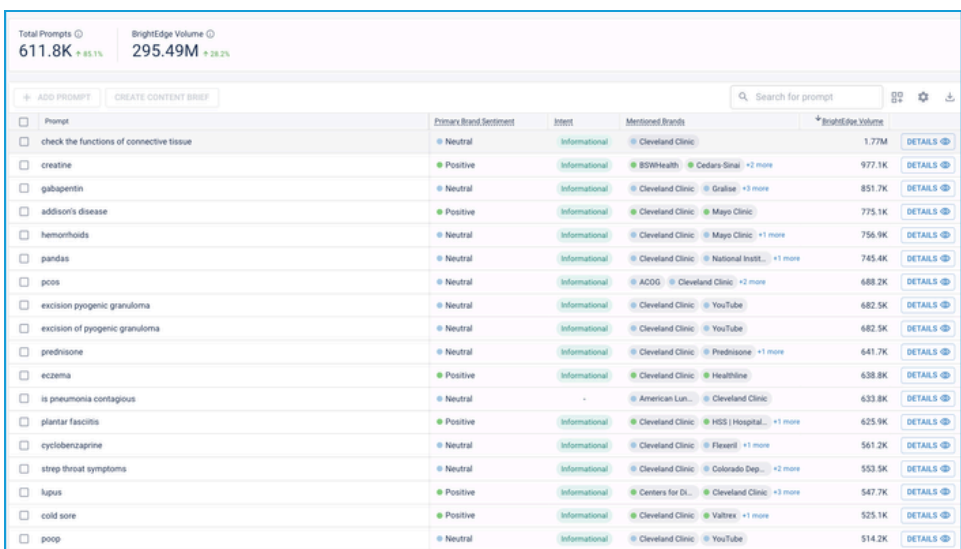 Total Prompts
BrightEdge Volume
611.8K 85.1%
295.49M 28.2%
+ ADD PROMPT
CREATE CONTENT BRIEF
Search for prompt
Prompt Primary Brand Sentiment Intent Mentioned Brands BrightEdge Volume
check the functions of connective tissue Neutral Informational Cleveland Clinic 1.77M DETAILS
creatine Positive Informational BSWHealth Cedars-Sinai +2 more 977.1K DETAILS
gabapentin Neutral Informational Cleveland Clinic Gralise +3 more 851.7K DETAILS
addison's disease Positive Informational Cleveland Clinic Mayo Clinic 775.1K DETAILS
hemorrhoids Neutral Informational Cleveland Clinic Mayo Clinic +1 more 756.9K DETAILS
pandas Neutral Informational Cleveland Clinic National Instit... +1 more 745.4K DETAILS
pcos Neutral Informational ACOG Cleveland Clinic +2 more 688.2K DETAILS
excision pyogenic granuloma Neutral Informational Cleveland Clinic YouTube 682.5K DETAILS
excision of pyogenic granuloma Neutral Informational Cleveland Clinic YouTube 682.5K DETAILS
prednisone Neutral Informational Cleveland Clinic Prednisone +1 more 641.7K DETAILS
eczema Positive Informational Cleveland Clinic Healthline 638.8K DETAILS
is pneumonia contagious Neutral - American Lun... Cleveland Clinic 633.8K DETAILS
plantar fasciitis Positive Informational Cleveland Clinic HSS | Hospital... +1 more 625.9K DETAILS
cyclobenzaprine Neutral Informational Cleveland Clinic Flexeril +1 more 561.2K DETAILS
strep throat symptoms Neutral Informational Cleveland Clinic Colorado Dep... +2 more 553.5K DETAILS
lupus Positive Informational Centers for Di... Cleveland Clinic +3 more 547.7K DETAILS
cold sore Positive Informational Cleveland Clinic Valtrex +1 more 525.1K DETAILS
poop Neutral Informational Cleveland Clinic YouTube 514.2K DETAILS